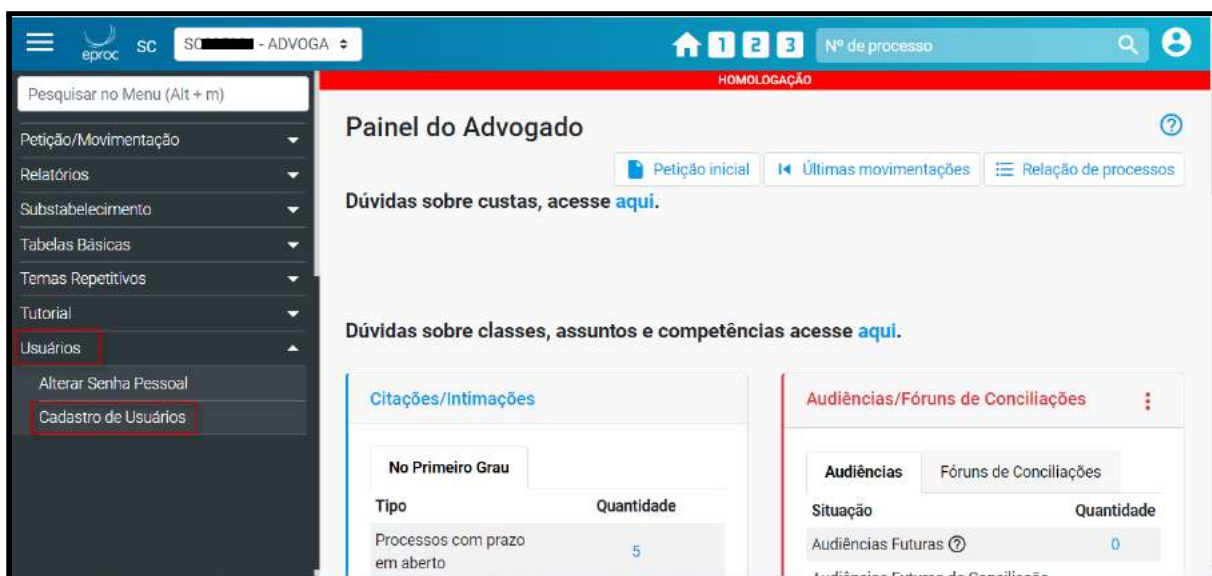 eproc SC - ADVOGA 1 2 3 Nº de processo
HOMOLOGAÇÃO
Pesquisar no Menu (Alt + m)
Petição/Movimentação
Relatórios
Substabelecimento
Tabelas Básicas
Temas Repetitivos
Tutorial
Usuários
Alterar Senha Pessoal
Cadastro de Usuários
Painel do Advogado
Petição inicial Últimas movimentações Relação de processos
Dúvidas sobre custas, acesse aqui.
Dúvidas sobre classes, assuntos e competências acesse aqui.
Citações/Intimações
No Primeiro Grau
Tipo Quantidade
Processos com prazo
em aberto 5
Audiências/Fóruns de Conciliações
Audiências Fóruns de Conciliações
Situação Quantidade
Audiências Futuras 0